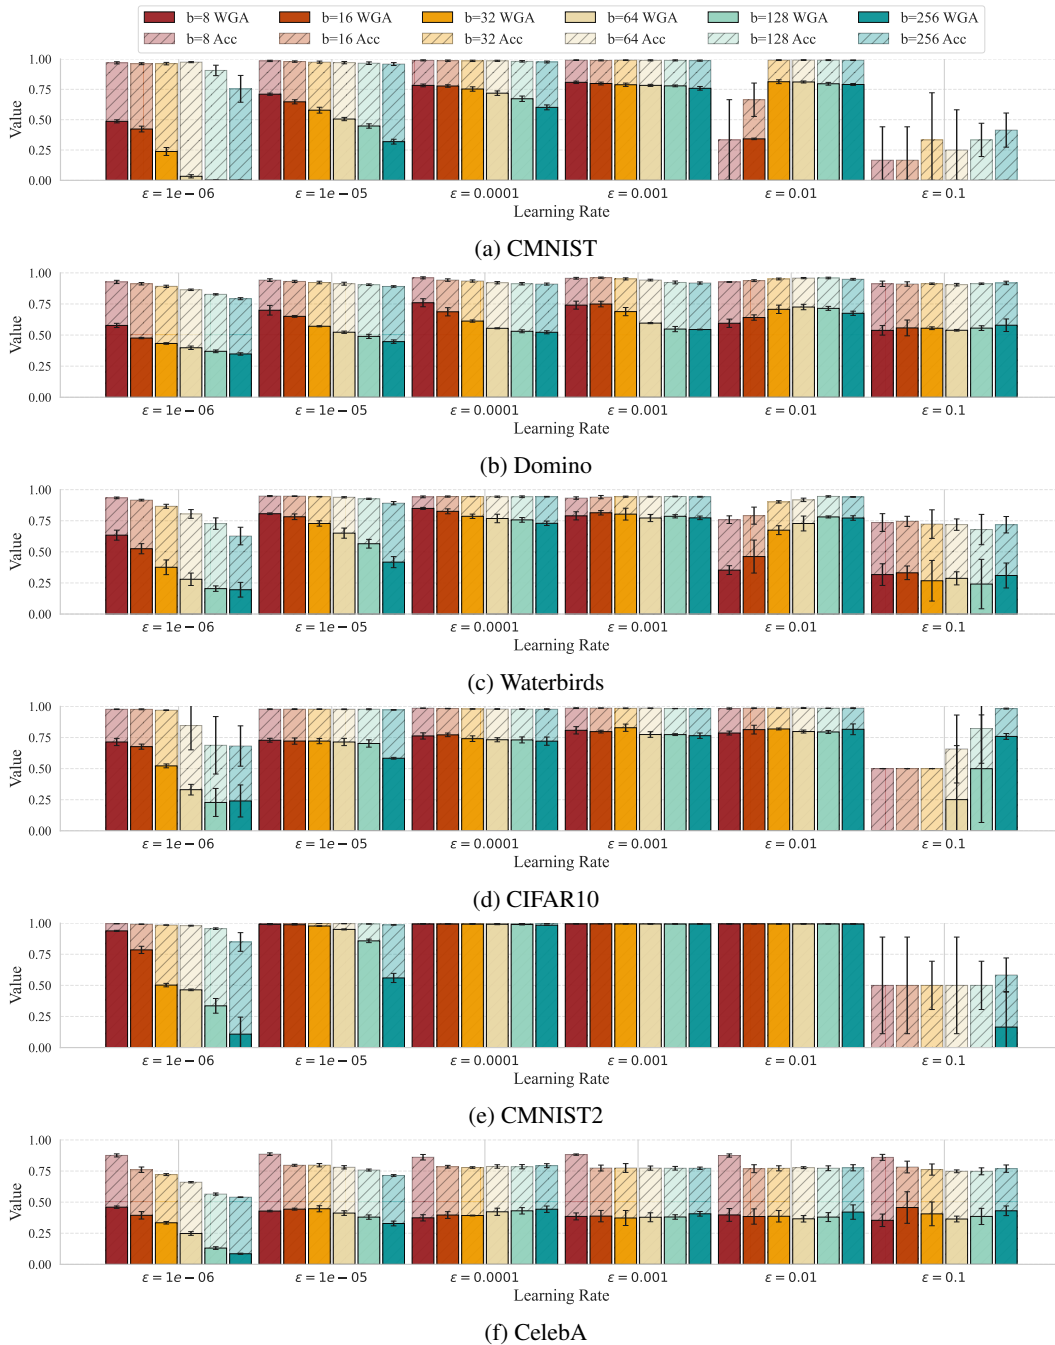 b=8 WGA b=16 WGA b=32 WGA b=64 WGA b=128 WGA b=256 WGA
b=8 Acc b=16 Acc b=32 Acc b=64 Acc b=128 Acc b=256 Acc
1.00
0.75
0.50
0.25
0.00
Value
ε = 1e − 06 ε = 1e − 05 ε = 0.0001 ε = 0.001 ε = 0.01 ε = 0.1
Learning Rate
(a) CMNIST
1.00
0.75
0.50
0.25
0.00
Value
ε = 1e − 06 ε = 1e − 05 ε = 0.0001 ε = 0.001 ε = 0.01 ε = 0.1
Learning Rate
(b) Domino
1.00
0.75
0.50
0.25
0.00
Value
ε = 1e − 06 ε = 1e − 05 ε = 0.0001 ε = 0.001 ε = 0.01 ε = 0.1
Learning Rate
(c) Waterbirds
1.00
0.75
0.50
0.25
0.00
Value
ε = 1e − 06 ε = 1e − 05 ε = 0.0001 ε = 0.001 ε = 0.01 ε = 0.1
Learning Rate
(d) CIFAR10
1.00
0.75
0.50
0.25
0.00
Value
ε = 1e − 06 ε = 1e − 05 ε = 0.0001 ε = 0.001 ε = 0.01 ε = 0.1
Learning Rate
(e) CMNIST2
1.00
0.75
0.50
0.25
0.00
Value
ε = 1e − 06 ε = 1e − 05 ε = 0.0001 ε = 0.001 ε = 0.01 ε = 0.1
Learning Rate
(f) CelebA